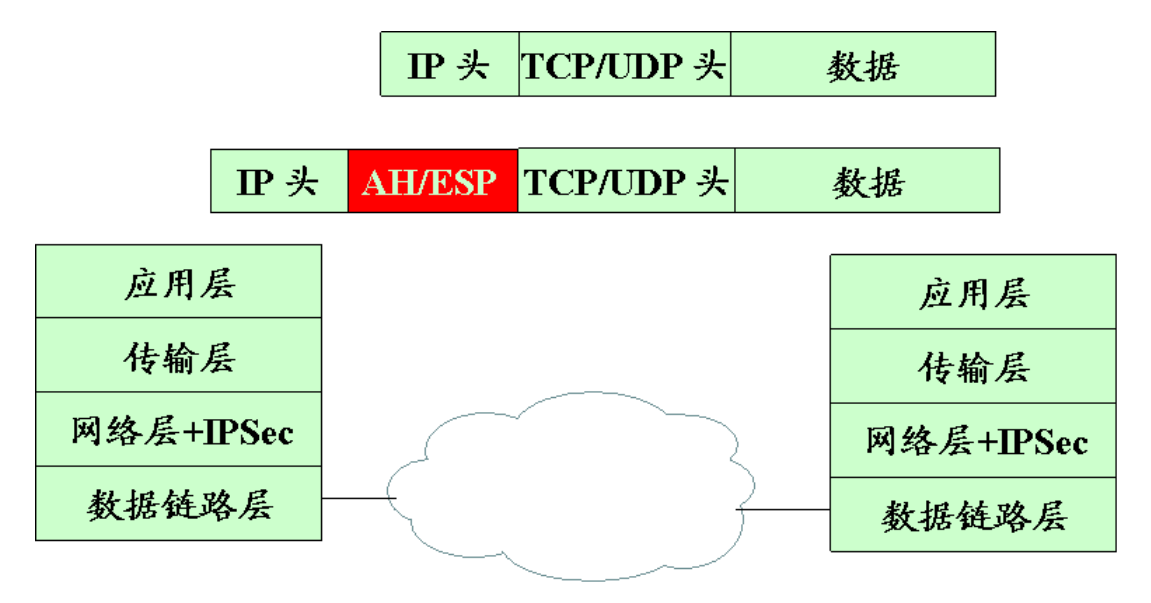 IP 头 TCP/UDP 头 数据
IP 头 AH/ESP TCP/UDP 头 数据
应用层
传输层
网络层+IPSec
数据链路层
应用层
传输层
网络层+IPSec
数据链路层